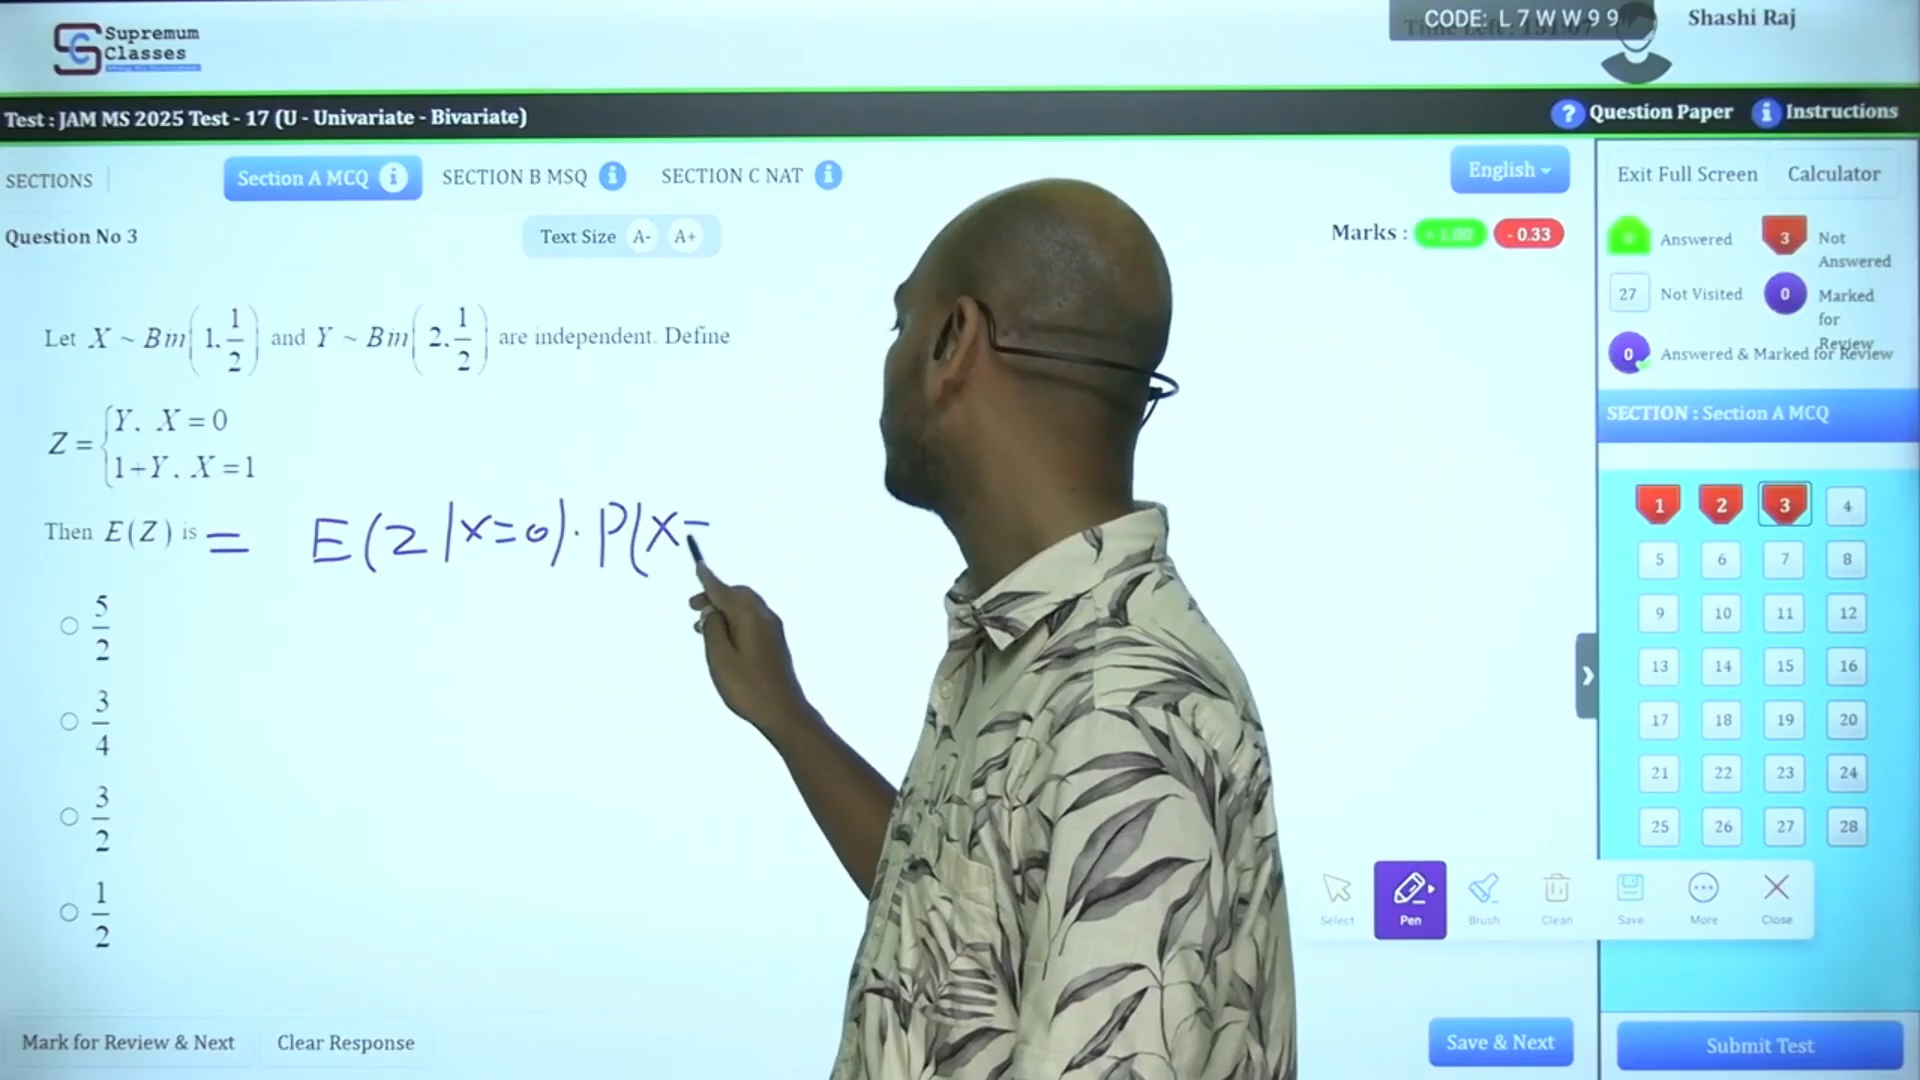 Supremum
Classes
CODE: L7WW99
Shashi Raj
Test : JAM MS 2025 Test - 17 (U - Univariate - Bivariate)
? Question Paper
i Instructions
SECTIONS
Section A MCQ i
SECTION B MSQ i
SECTION C NAT i
English
Exit Full Screen
Calculator
Question No 3
Text Size A- A+
Marks : + 1.00 - 0.33
0 Answered
3 Not Answered
27 Not Visited
0 Marked for Review
0 Answered & Marked for Review
Let X ~ Bin(1, 1/2) and Y ~ Bin(2, 1/2) are independent. Define
Z = { Y, X = 0
1+Y, X = 1
Then E(Z) is = E(Z|X=0)· P(X=
5/2
3/4
3/2
1/2
SECTION : Section A MCQ
1 2 3 4
5 6 7 8
9 10 11 12
13 14 15 16
17 18 19 20
21 22 23 24
25 26 27 28
Select Pen Brush Clean Save More Close
Mark for Review & Next
Clear Response
Save & Next
Submit Test